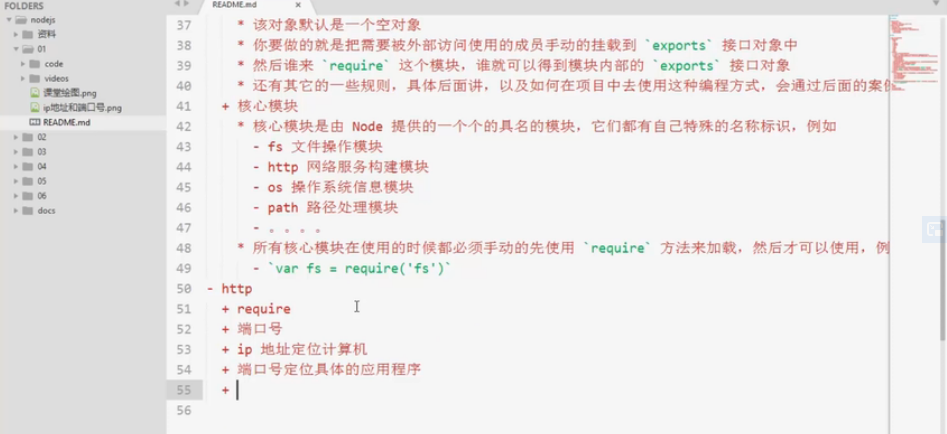 FOLDERS
nodejs
资料
01
code
videos
课堂绘图.png
ip地址和端口号.png
README.md
02
03
04
05
06
docs
README.md
37 * 该对象默认是一个空对象
38 * 你要做的就是把需要被外部访问使用的成员手动的挂载到 `exports` 接口对象中
39 * 然后谁来 `require` 这个模块，谁就可以得到模块内部的 `exports` 接口对象
40 * 还有其它的一些规则，具体后面讲，以及如何在项目中去使用这种编程方式，会通过后面的案
41 + 核心模块
42 * 核心模块是由 Node 提供的一个个的具名的模块，它们都有自己特殊的名称标识，例如
43 - fs 文件操作模块
44 - http 网络服务构建模块
45 - os 操作系统信息模块
46 - path 路径处理模块
47 - 。。。。
48 * 所有核心模块在使用的时候都必须手动的先使用 `require` 方法来加载，然后才可以使用，例
49 - `var fs = require('fs')`
50 - http
51 + require
52 + 端口号
53 + ip 地址定位计算机
54 + 端口号定位具体的应用程序
55 +
56